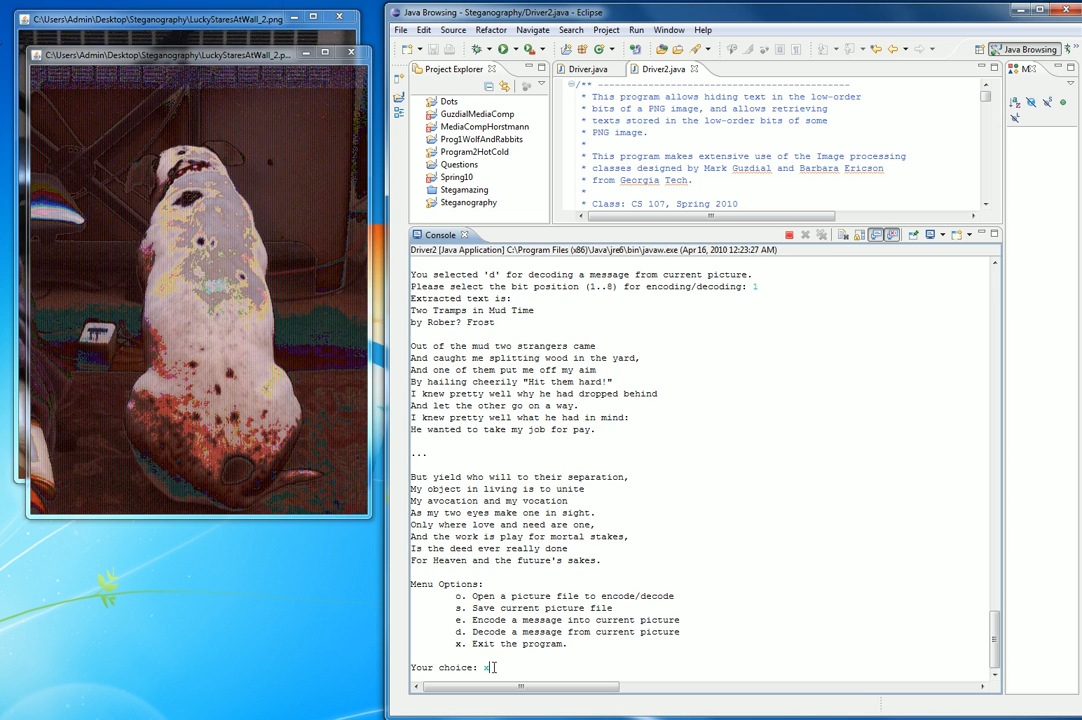 C:\Users\Admin\Desktop\Steganography\LuckyStaresAtWall_2.png
C:\Users\Admin\Desktop\Steganography\LuckyStaresAtWall_2.p...
Java Browsing - Steganography/Driver2.java - Eclipse
File Edit Source Refactor Navigate Search Project Run Window Help
Java Browsing
Project Explorer
Dots
GuzdialMediaComp
MediaCompHorstmann
Prog1WolfAndRabbits
Program2HotCold
Questions
Spring10
Stegamazing
Steganography
Driver.java Driver2.java
/** ----------------------------------------------
* This program allows hiding text in the low-order
* bits of a PNG image, and allows retrieving
* texts stored in the low-order bits of some
* PNG image.
*
* This program makes extensive use of the Image processing
* classes designed by Mark Guzdial and Barbara Ericson
* from Georgia Tech.
*
* Class: CS 107, Spring 2010
Console
Driver2 [Java Application] C:\Program Files (x86)\Java\jre6\bin\javaw.exe (Apr 16, 2010 12:23:27 AM)
You selected 'd' for decoding a message from current picture.
Please select the bit position (1..8) for encoding/decoding: 1
Extracted text is:
Two Tramps in Mud Time
by Rober? Frost
Out of the mud two strangers came
And caught me splitting wood in the yard,
And one of them put me off my aim
By hailing cheerily "Hit them hard!"
I knew pretty well why he had dropped behind
And let the other go on a way.
I knew pretty well what he had in mind:
He wanted to take my job for pay.
...
But yield who will to their separation,
My object in living is to unite
My avocation and my vocation
As my two eyes make one in sight.
Only where love and need are one,
And the work is play for mortal stakes,
Is the deed ever really done
For Heaven and the future's sakes.
Menu Options:
o. Open a picture file to encode/decode
s. Save current picture file
e. Encode a message into current picture
d. Decode a message from current picture
x. Exit the program.
Your choice: x